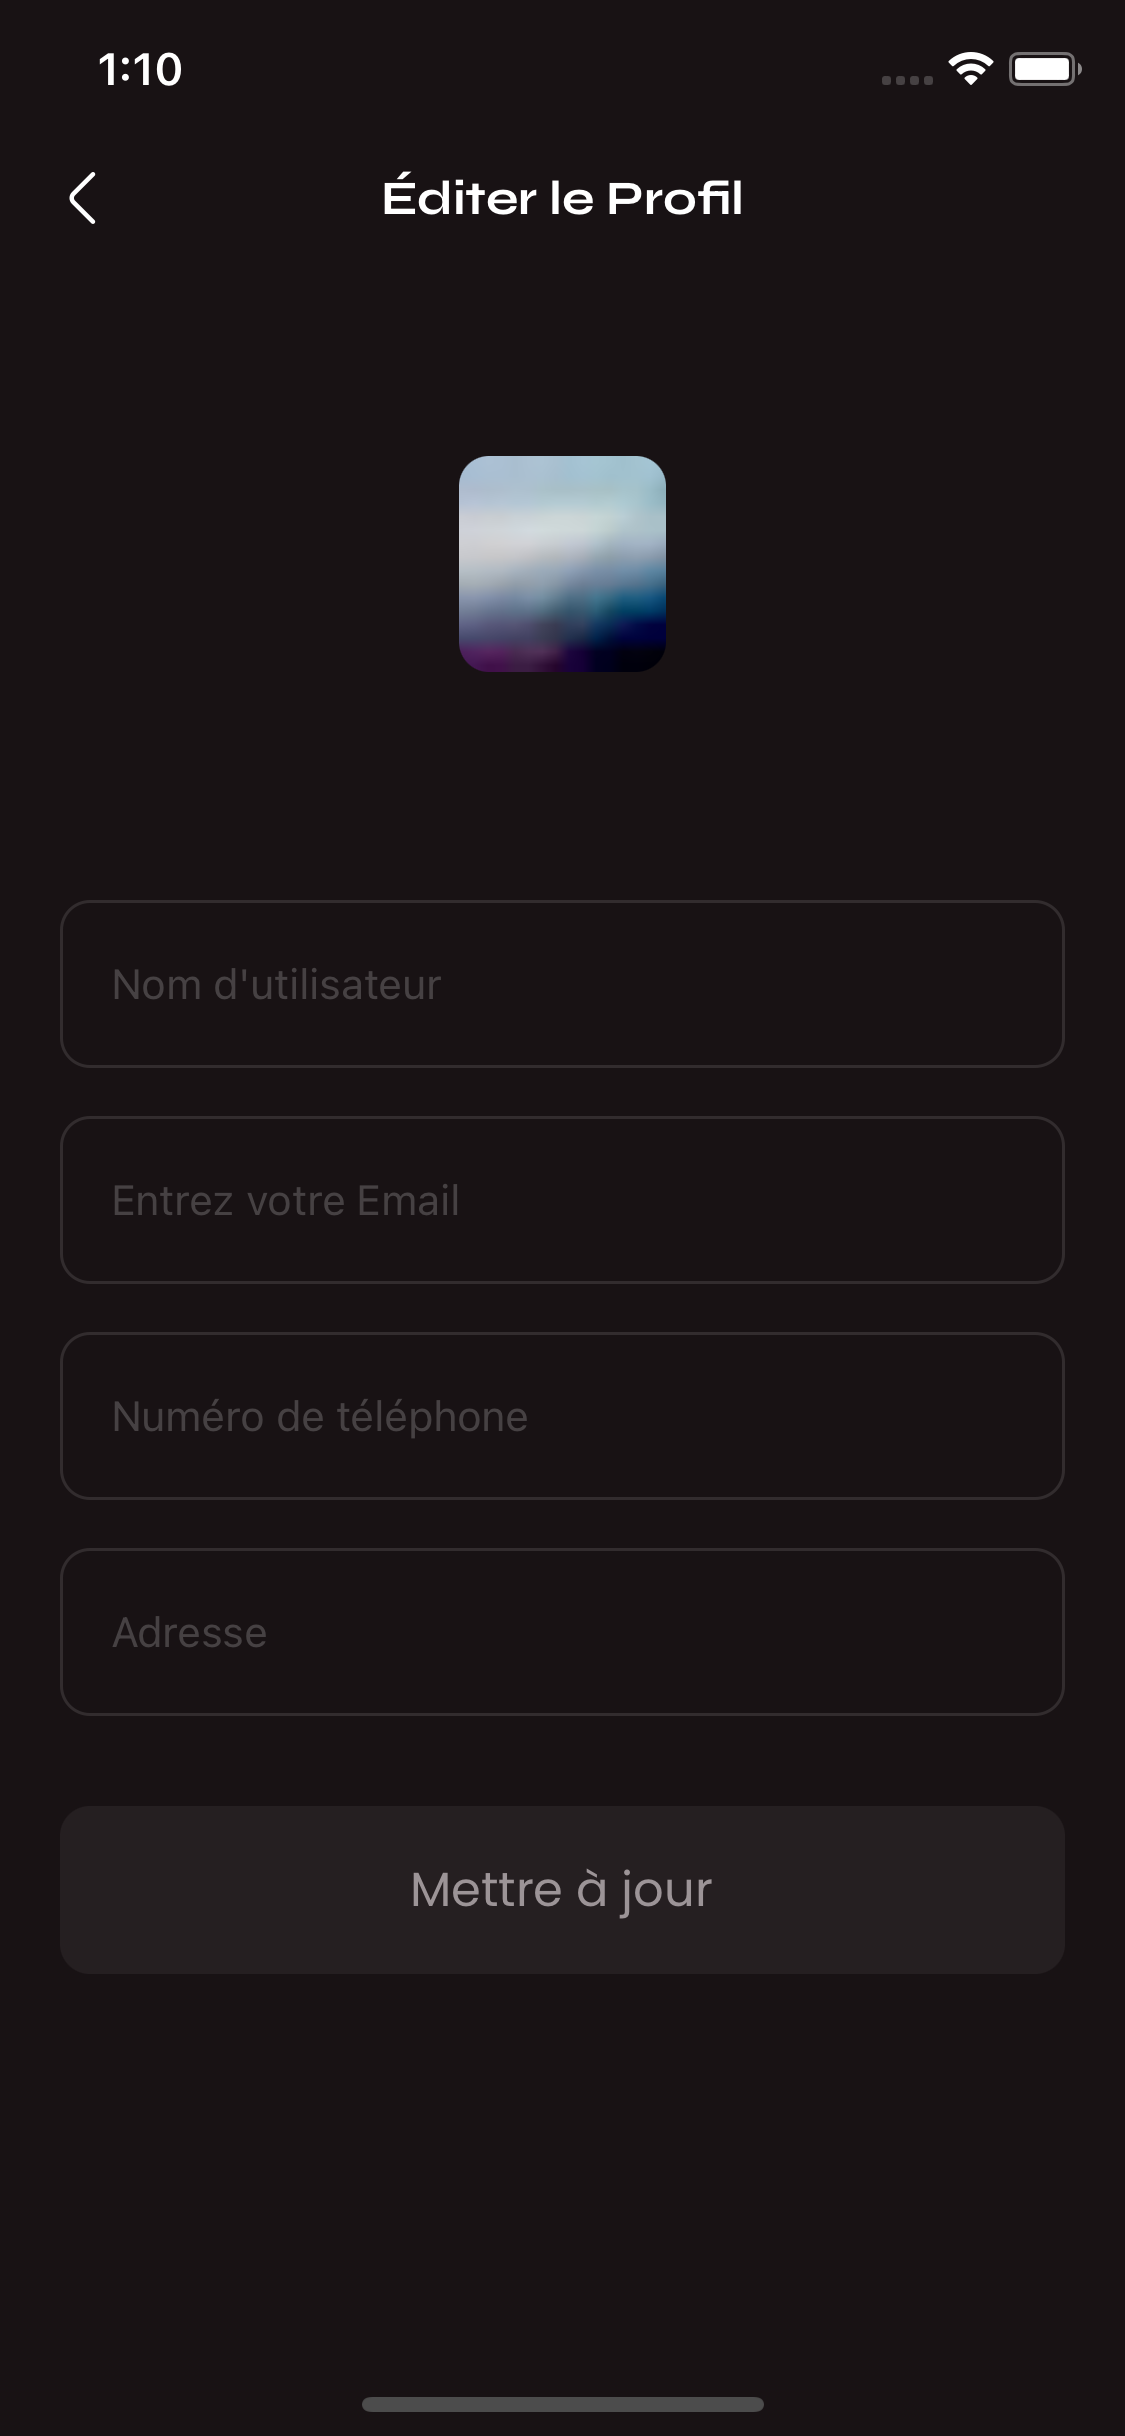 1:10
Éditer le Profil
Nom d'utilisateur
Entrez votre Email
Numéro de téléphone
Adresse
Mettre à jour